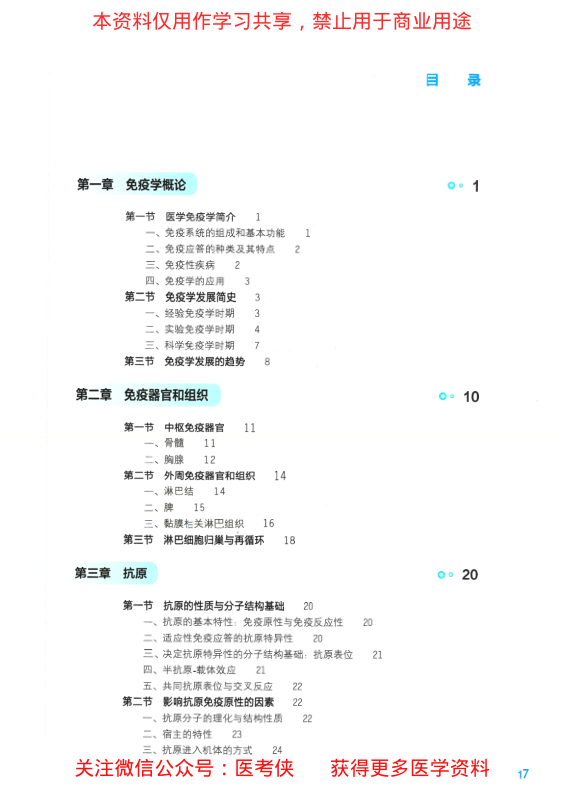 本资料仅用作学习共享，禁止用于商业用途
目 录
第一章 免疫学概论 1
第一节 医学免疫学简介 1
一、免疫系统的组成和基本功能 1
二、免疫应答的种类及其特点 2
三、免疫性疾病 2
四、免疫学的应用 3
第二节 免疫学发展简史 3
一、经验免疫学时期 3
二、实验免疫学时期 4
三、科学免疫学时期 7
第三节 免疫学发展的趋势 8
第二章 免疫器官和组织 10
第一节 中枢免疫器官 11
一、骨髓 11
二、胸腺 12
第二节 外周免疫器官和组织 14
一、淋巴结 14
二、脾 15
三、黏膜相关淋巴组织 16
第三节 淋巴细胞归巢与再循环 18
第三章 抗原 20
第一节 抗原的性质与分子结构基础 20
一、抗原的基本特性：免疫原性与免疫反应性 20
二、适应性免疫应答的抗原特异性 20
三、决定抗原特异性的分子结构基础：抗原表位 21
四、半抗原-载体效应 21
五、共同抗原表位与交叉反应 22
第二节 影响抗原免疫原性的因素 22
一、抗原分子的理化与结构性质 22
二、宿主的特性 23
三、抗原进入机体的方式 24
关注微信公众号：医考侠 获得更多医学资料
17